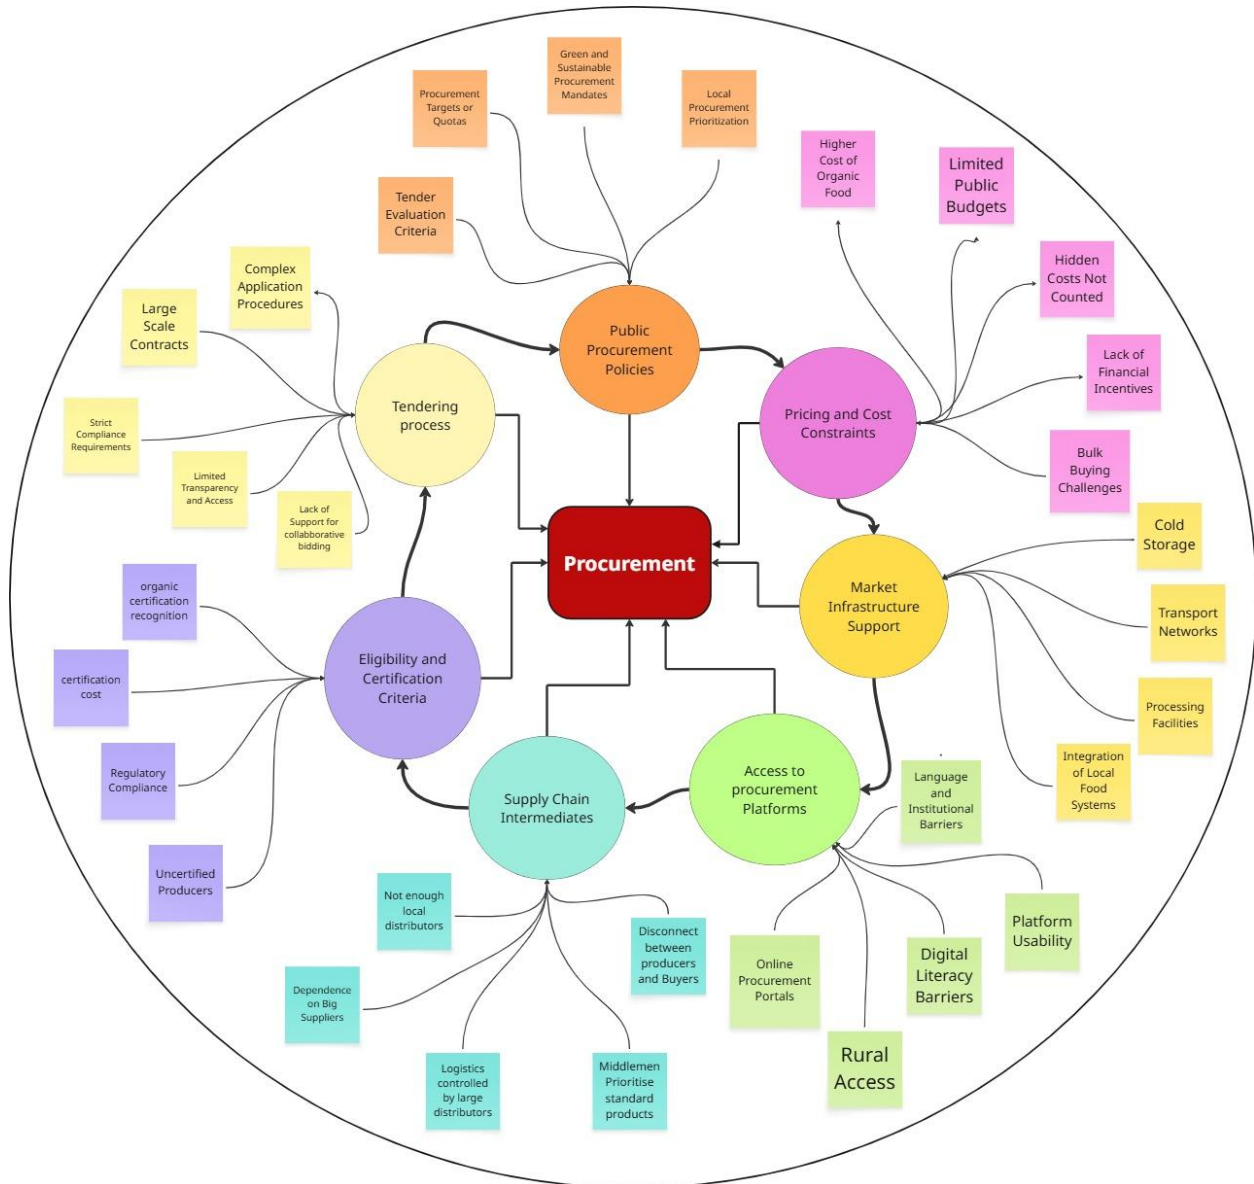 Green and
Sustainable
Procurement
Mandates
Procurement
Targets or
Quotas
Local
Procurement
Prioritization
Tender
Evaluation
Criteria
Higher
Cost of
Organic
Food
Limited
Public
Budgets
Hidden
Costs Not
Counted
Lack of
Financial
Incentives
Bulk
Buying
Challenges
Complex
Application
Procedures
Large
Scale
Contracts
Strict
Compliance
Requirements
Limited
Transparency
and Access
Lack of
Support for
collabborative
bidding
Public
Procurement
Policies
Tendering
process
Pricing and Cost
Constraints
Procurement
Cold
Storage
Transport
Networks
Processing
Facilities
Integration
of Local
Food
Systems
Market
Infrastructure
Support
organic
certification
recognition
certification
cost
Regulatory
Compliance
Uncertified
Producers
Eligibility and
Certification
Criteria
Supply Chain
Intermediates
Access to
procurement
Platforms
Language
and
Institutional
Barriers
Platform
Usability
Digital
Literacy
Barriers
Online
Procurement
Portals
Rural
Access
Not enough
local
distributors
Disconnect
between
producers
and Buyers
Dependence
on Big
Suppliers
Logistics
controlled
by large
distributors
Middlemen
Prioritise
standard
products